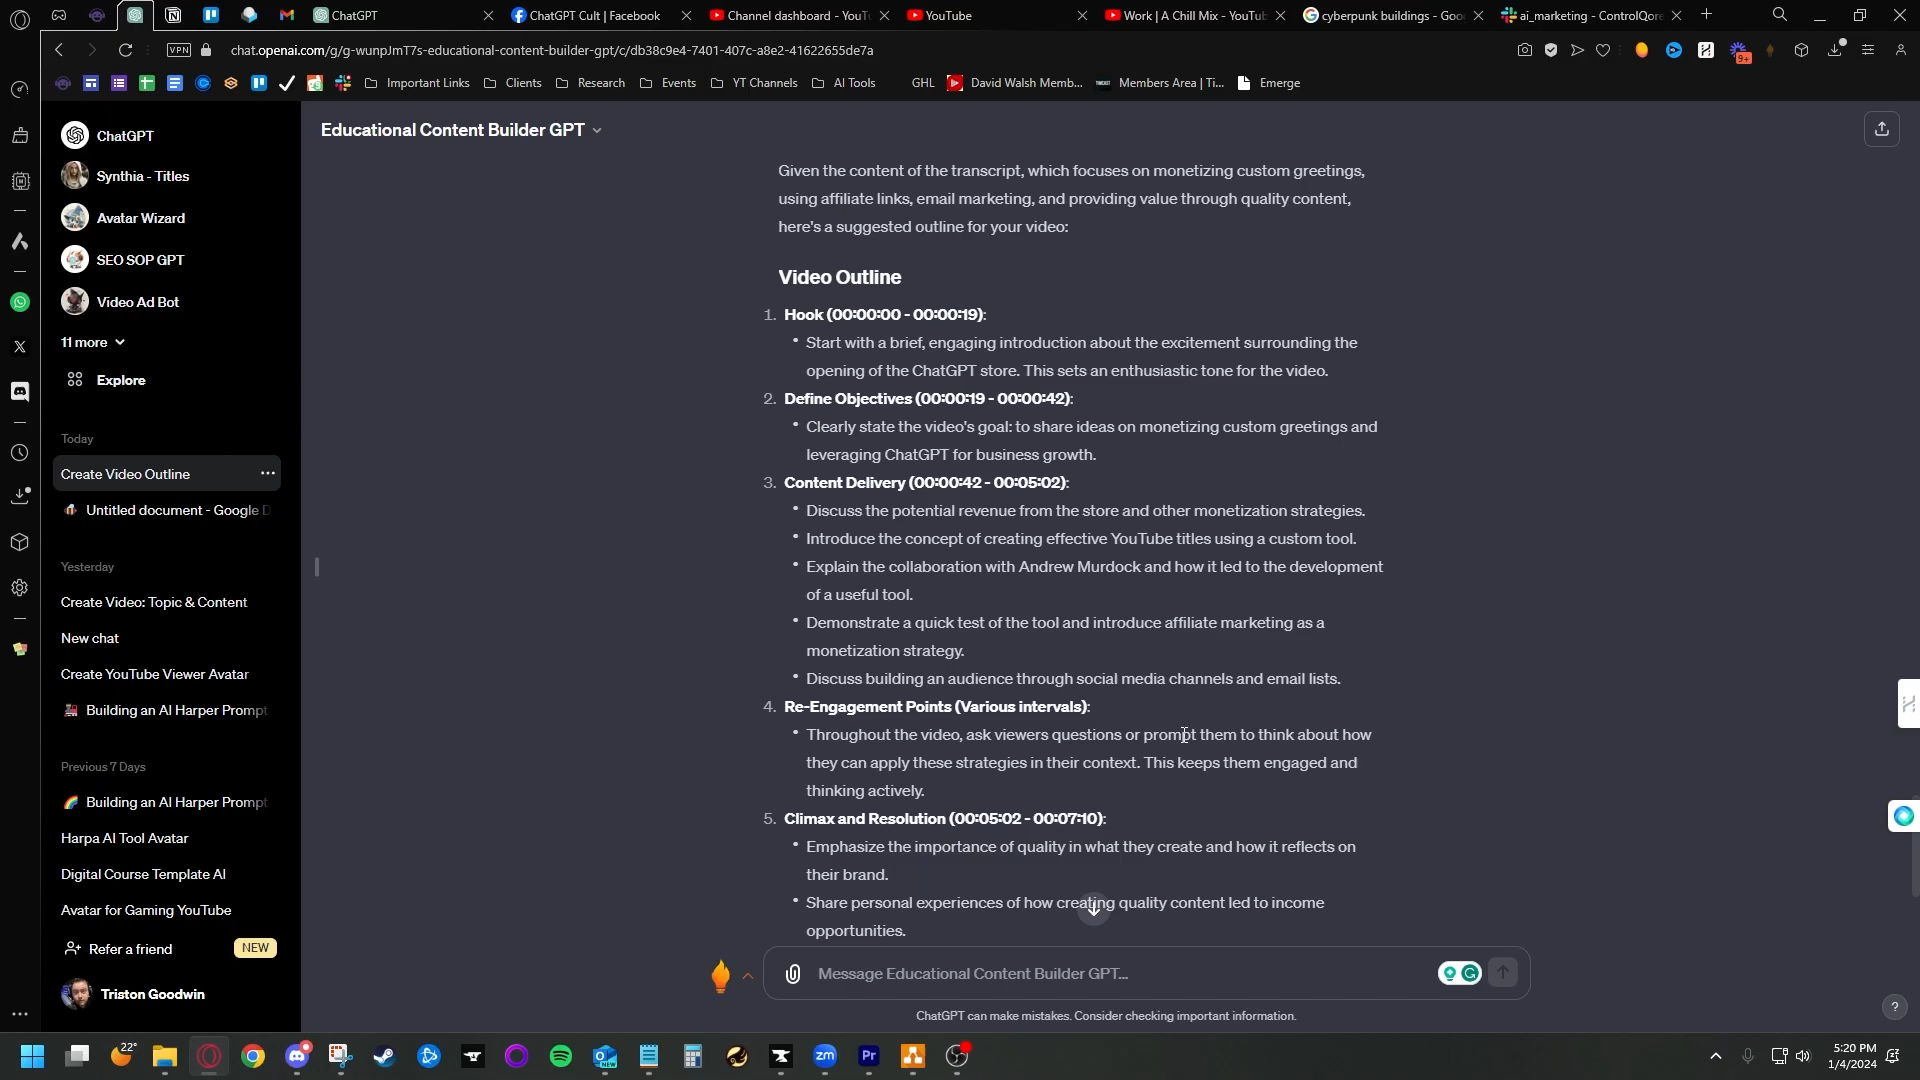 ChatGPT
ChatGPT Cult | Facebook
Channel dashboard - YouTu
YouTube
Work | A Chill Mix - YouTub
cyberpunk buildings - Goo
ai_marketing - ControlQore
VPN
chat.openai.com/g/g-wunpJmT7s-educational-content-builder-gpt/c/db38c9e4-7401-407c-a8e2-41622655de7a
9+
Important Links
Clients
Research
Events
YT Channels
AI Tools
GHL
David Walsh Memb...
Members Area | Ti...
Emerge
ChatGPT
Synthia - Titles
Avatar Wizard
SEO SOP GPT
Video Ad Bot
11 more
Explore
Today
Create Video Outline
Untitled document - Google D
Yesterday
Create Video: Topic & Content
New chat
Create YouTube Viewer Avatar
Building an AI Harper Prompt
Previous 7 Days
Building an AI Harper Prompt
Harpa AI Tool Avatar
Digital Course Template AI
Avatar for Gaming YouTube
Refer a friend
NEW
Triston Goodwin
Educational Content Builder GPT
Given the content of the transcript, which focuses on monetizing custom greetings,
using affiliate links, email marketing, and providing value through quality content,
here's a suggested outline for your video:
Video Outline
1. Hook (00:00:00 - 00:00:19):
• Start with a brief, engaging introduction about the excitement surrounding the
opening of the ChatGPT store. This sets an enthusiastic tone for the video.
2. Define Objectives (00:00:19 - 00:00:42):
• Clearly state the video's goal: to share ideas on monetizing custom greetings and
leveraging ChatGPT for business growth.
3. Content Delivery (00:00:42 - 00:05:02):
• Discuss the potential revenue from the store and other monetization strategies.
• Introduce the concept of creating effective YouTube titles using a custom tool.
• Explain the collaboration with Andrew Murdock and how it led to the development
of a useful tool.
• Demonstrate a quick test of the tool and introduce affiliate marketing as a
monetization strategy.
• Discuss building an audience through social media channels and email lists.
4. Re-Engagement Points (Various intervals):
• Throughout the video, ask viewers questions or prompt them to think about how
they can apply these strategies in their context. This keeps them engaged and
thinking actively.
5. Climax and Resolution (00:05:02 - 00:07:10):
• Emphasize the importance of quality in what they create and how it reflects on
their brand.
• Share personal experiences of how creating quality content led to income
opportunities.
Message Educational Content Builder GPT...
ChatGPT can make mistakes. Consider checking important information.
?
22°
NEW
zm
Pr
5:20 PM
1/4/2024